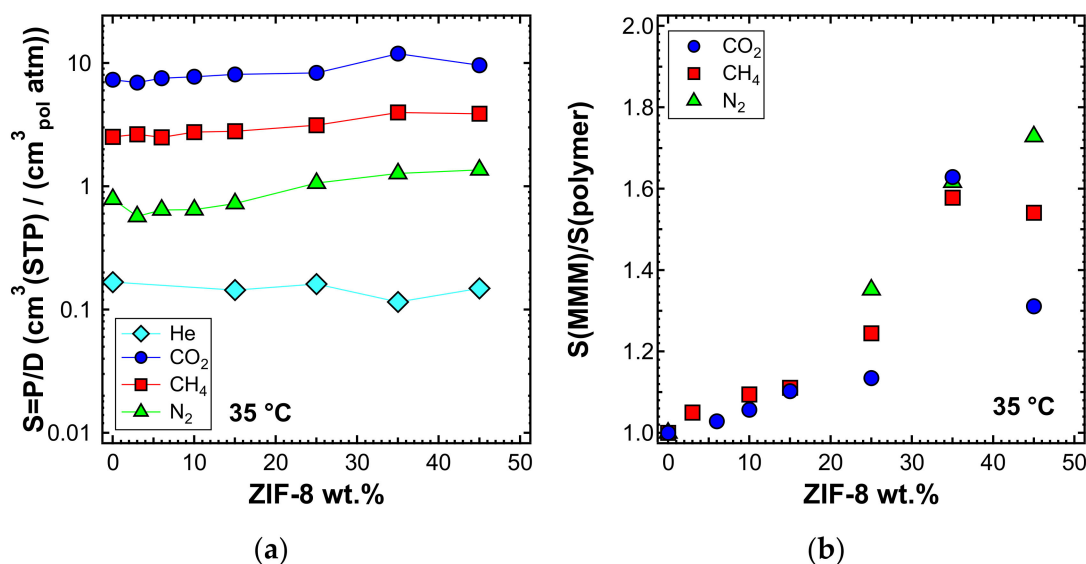 S=P/D (cm³(STP) / (cm³pol atm))
10
1
0.1
0.01
He
CO₂
CH₄
N₂
35 °C
0 10 20 30 40 50
ZIF-8 wt.%
(a)
S(MMM)/S(polymer)
2.0
1.8
1.6
1.4
1.2
1.0
CO₂
CH₄
N₂
35 °C
0 10 20 30 40 50
ZIF-8 wt.%
(b)